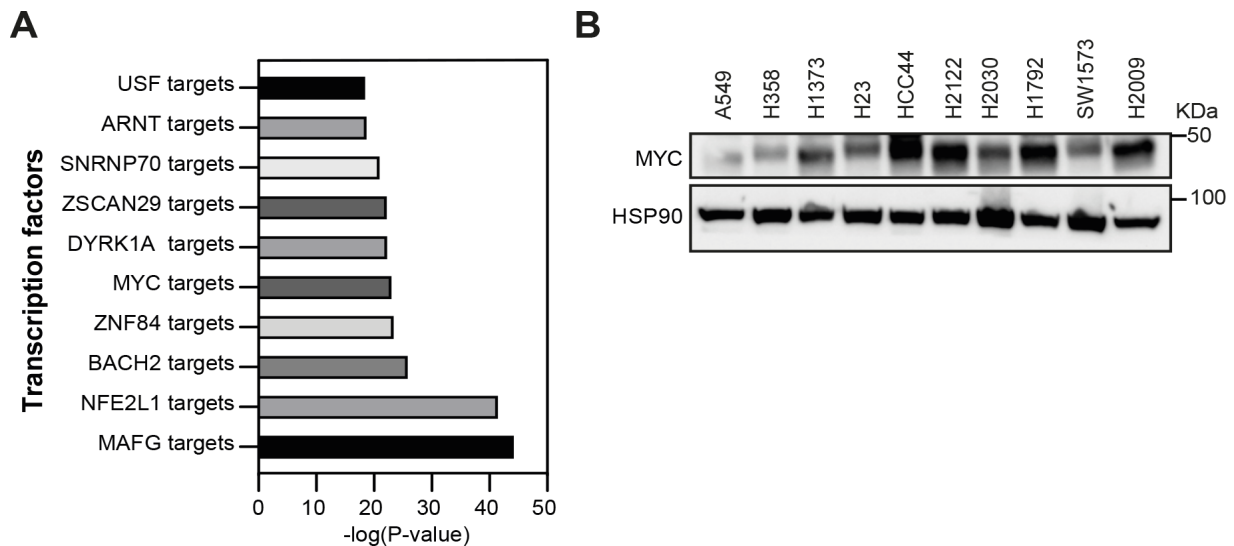 A
Transcription factors
USF targets
ARNT targets
SNRNP70 targets
ZSCAN29 targets
DYRK1A targets
MYC targets
ZNF84 targets
BACH2 targets
NFE2L1 targets
MAFG targets
0 10 20 30 40 50
-log(P-value)
B
A549 H358 H1373 H23 HCC44 H2122 H2030 H1792 SW1573 H2009
KDa
MYC 50
HSP90 100